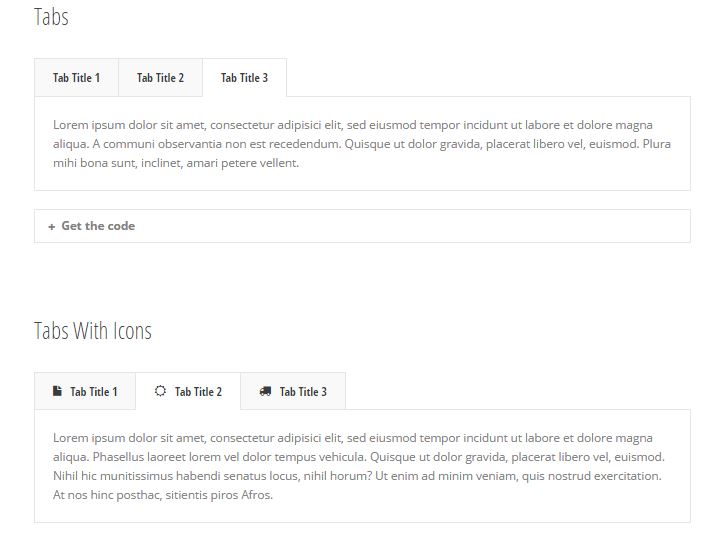 Tabs
Tab Title 1 Tab Title 2 Tab Title 3
Lorem ipsum dolor sit amet, consectetur adipisici elit, sed eiusmod tempor incidunt ut labore et dolore magna
aliqua. A communi observantia non est recedendum. Quisque ut dolor gravida, placerat libero vel, euismod. Plura
mihi bona sunt, inclinet, amari petere vellent.
+ Get the code
Tabs With Icons
Tab Title 1 Tab Title 2 Tab Title 3
Lorem ipsum dolor sit amet, consectetur adipisici elit, sed eiusmod tempor incidunt ut labore et dolore magna
aliqua. Phasellus laoreet lorem vel dolor tempus vehicula. Quisque ut dolor gravida, placerat libero vel, euismod.
Nihil hic munitissimus habendi senatus locus, nihil horum? Ut enim ad minim veniam, quis nostrud exercitation.
At nos hinc posthac, sitientis piros Afros.